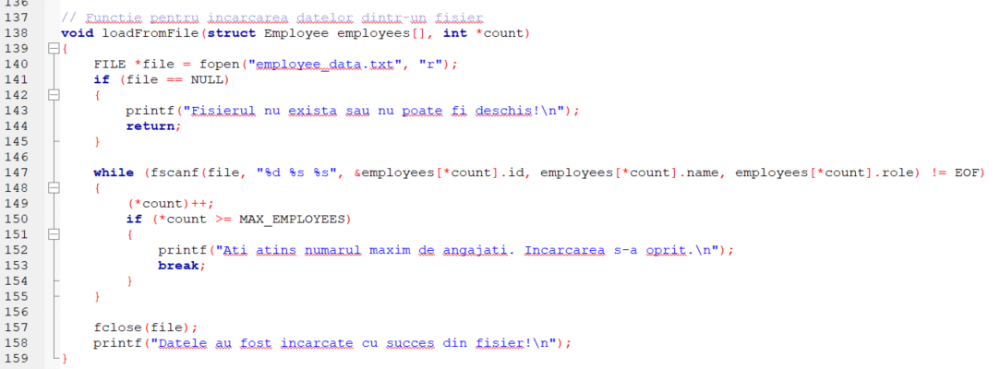 136
137 // Functie pentru incarcarea datelor dintr-un fisier
138 void loadFromFile(struct Employee employees[], int *count)
139 {
140     FILE *file = fopen("employee_data.txt", "r");
141     if (file == NULL)
142     {
143         printf("Fisierul nu exista sau nu poate fi deschis!\n");
144         return;
145     }
146
147     while (fscanf(file, "%d %s %s", &employees[*count].id, employees[*count].name, employees[*count].role) != EOF)
148     {
149         (*count)++;
150         if (*count >= MAX_EMPLOYEES)
151         {
152             printf("Ati atins numarul maxim de angajati. Incarcarea s-a oprit.\n");
153             break;
154         }
155     }
156
157     fclose(file);
158     printf("Datele au fost incarcate cu succes din fisier!\n");
159 }